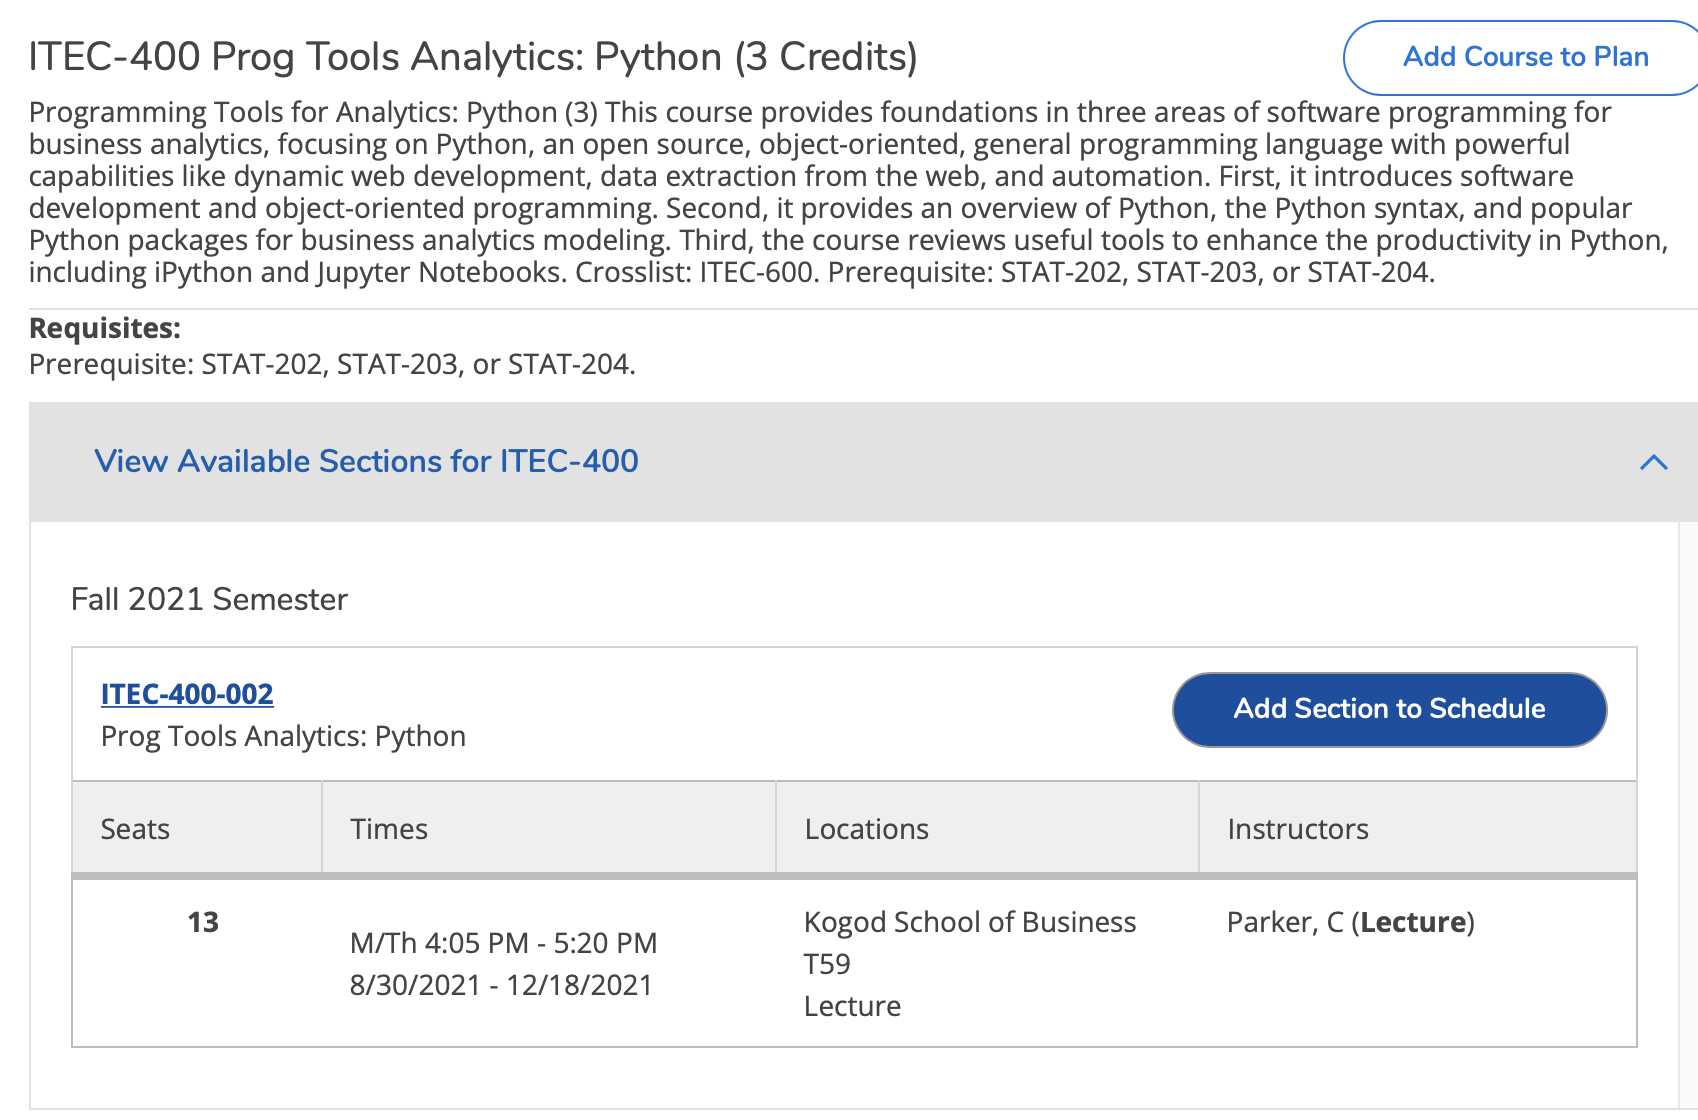 ITEC-400 Prog Tools Analytics: Python (3 Credits)
Add Course to Plan
Programming Tools for Analytics: Python (3) This course provides foundations in three areas of software programming for
business analytics, focusing on Python, an open source, object-oriented, general programming language with powerful
capabilities like dynamic web development, data extraction from the web, and automation. First, it introduces software
development and object-oriented programming. Second, it provides an overview of Python, the Python syntax, and popular
Python packages for business analytics modeling. Third, the course reviews useful tools to enhance the productivity in Python,
including iPython and Jupyter Notebooks. Crosslist: ITEC-600. Prerequisite: STAT-202, STAT-203, or STAT-204.
Requisites:
Prerequisite: STAT-202, STAT-203, or STAT-204.
View Available Sections for ITEC-400
Fall 2021 Semester
ITEC-400-002
Prog Tools Analytics: Python
Add Section to Schedule
Seats
Times
Locations
Instructors
13
M/Th 4:05 PM - 5:20 PM
8/30/2021 - 12/18/2021
Kogod School of Business
T59
Lecture
Parker, C (Lecture)